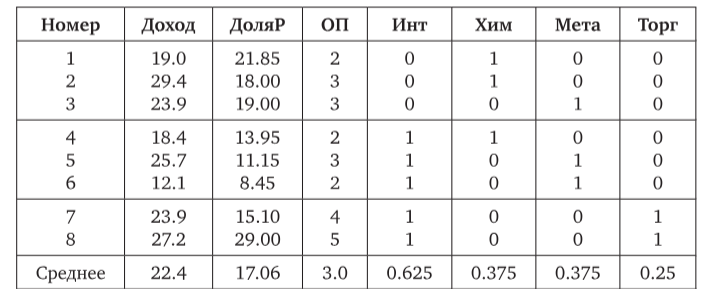 Номер Доход ДоляР ОП Инт Хим Мета Торг
1 19.0 21.85 2 0 1 0 0
2 29.4 18.00 3 0 1 0 0
3 23.9 19.00 3 0 0 1 0
4 18.4 13.95 2 1 1 0 0
5 25.7 11.15 3 1 0 1 0
6 12.1 8.45 2 1 0 1 0
7 23.9 15.10 4 1 0 0 1
8 27.2 29.00 5 1 0 0 1
Среднее 22.4 17.06 3.0 0.625 0.375 0.375 0.25